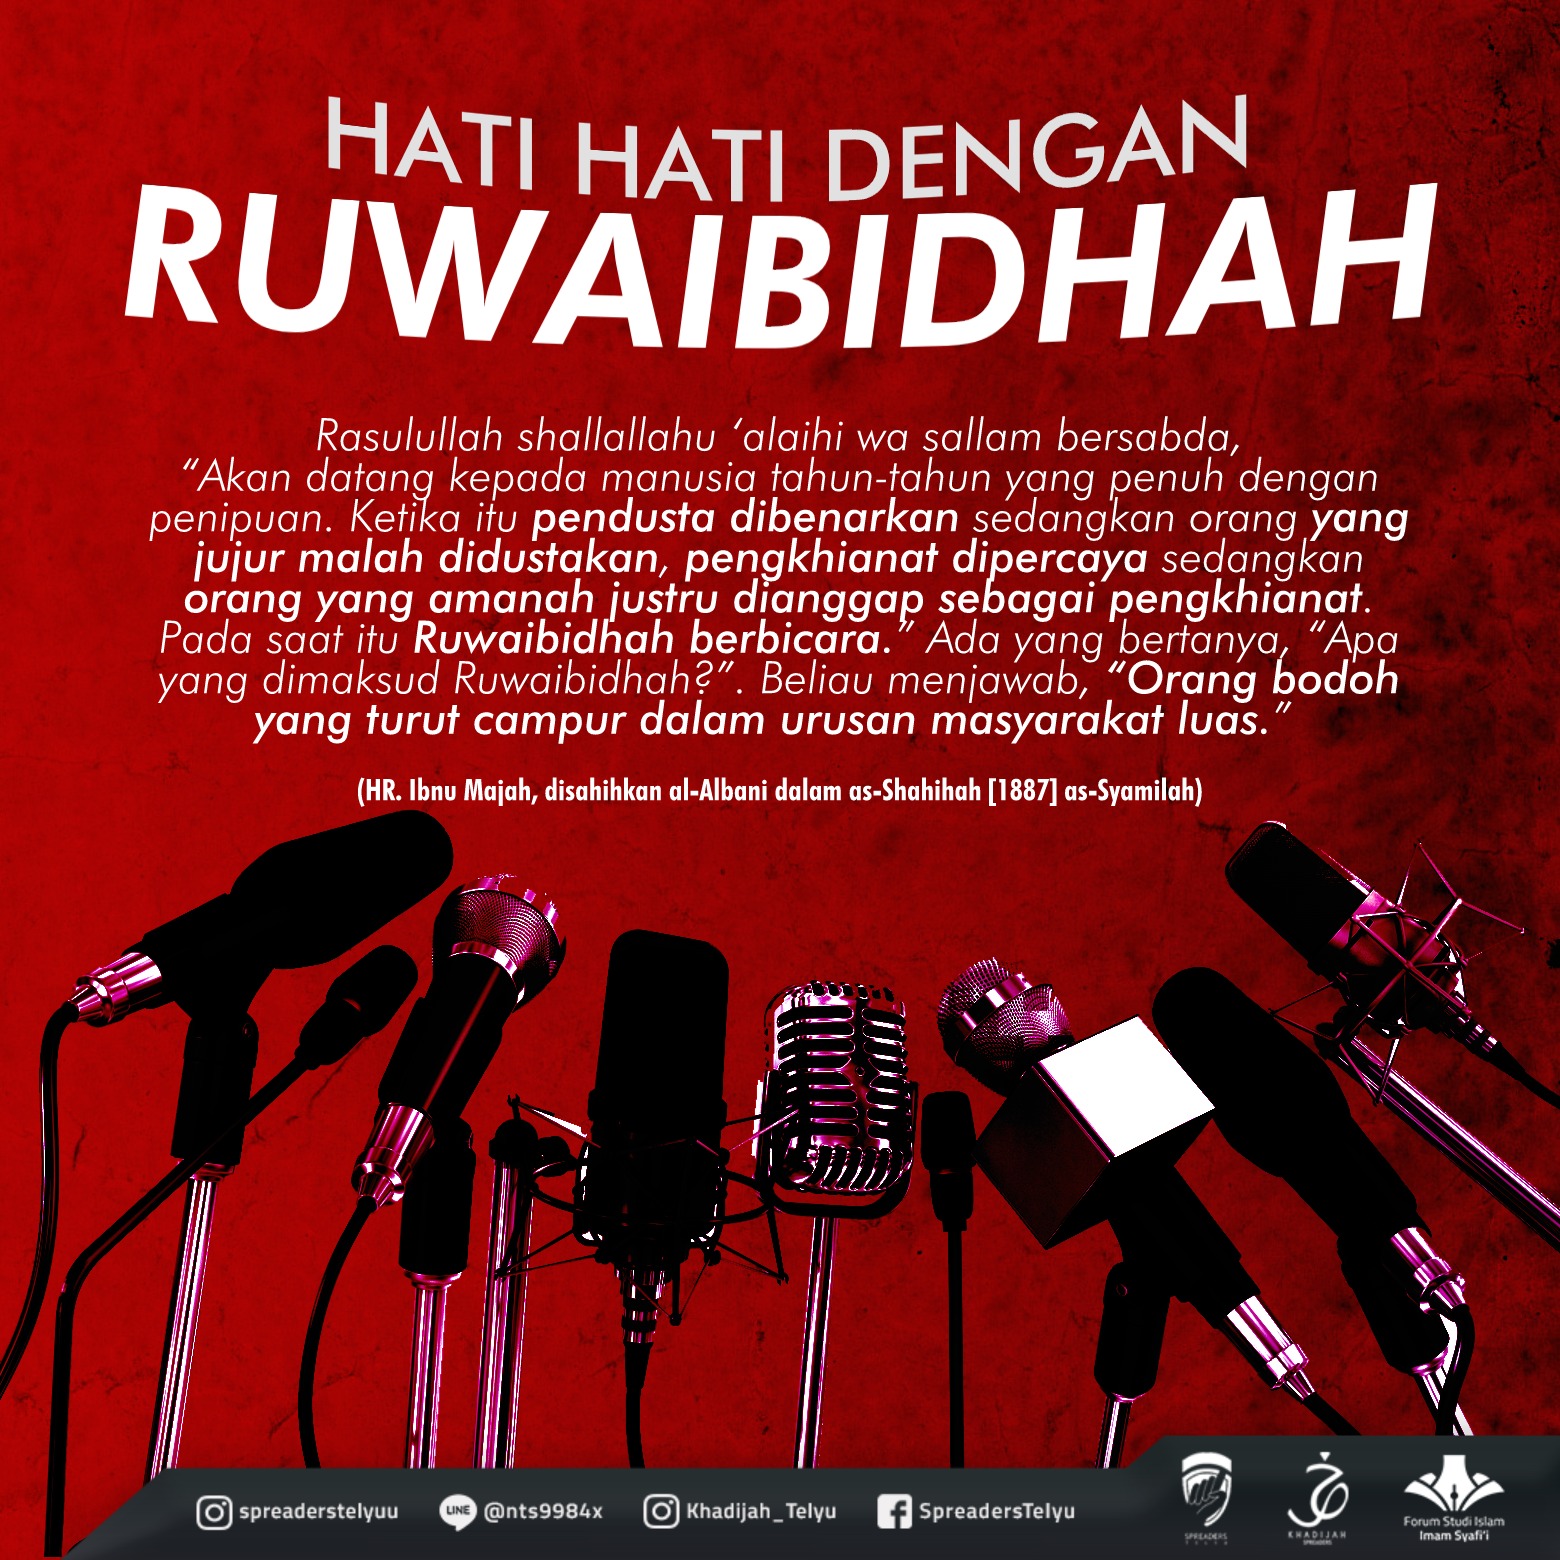 HATI HATI DENGAN
RUWAIBIDHAH
Rasulullah shallallahu ‘alaihi wa sallam bersabda,
“Akan datang kepada manusia tahun-tahun yang penuh dengan
penipuan. Ketika itu pendusta dibenarkan sedangkan orang yang
jujur malah didustakan, pengkhianat dipercaya sedangkan
orang yang amanah justru dianggap sebagai pengkhianat.
Pada saat itu Ruwaibidhah berbicara.” Ada yang bertanya, “Apa
yang dimaksud Ruwaibidhah?”. Beliau menjawab, “Orang bodoh
yang turut campur dalam urusan masyarakat luas.”
(HR. Ibnu Majah, disahihkan al-Albani dalam as-Shahihah [1887] as-Syamilah)
spreaderstelyuu
LINE @nts9984x
Khadijah_Telyu
SpreadersTelyu
SPREADERS
KHADIJAH
SPREADERS
Forum Studi Islam
Imam Syafi'i